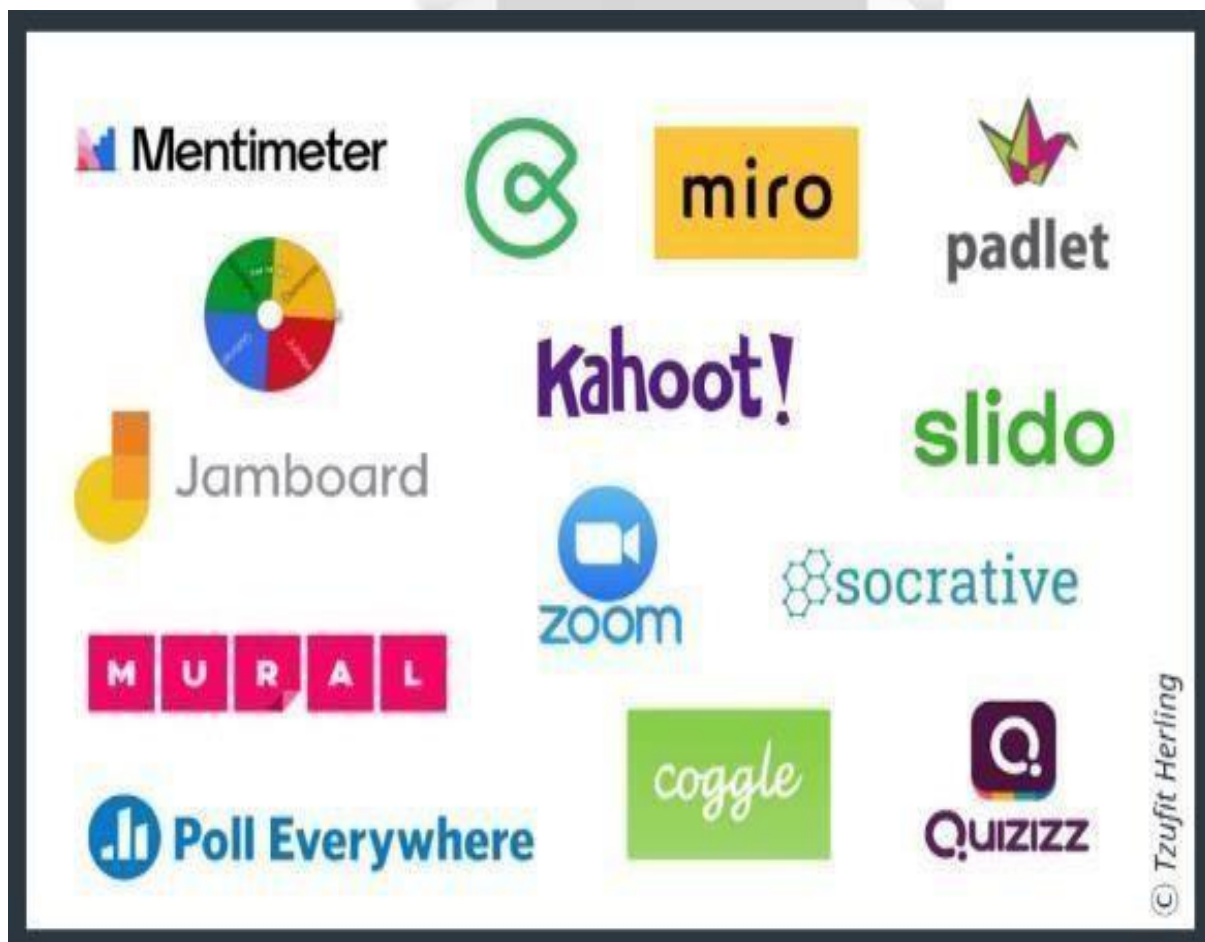 Mentimeter
miro
padlet
Kahoot!
slido
Jamboard
zoom
socrative
MURAL
coggle
QUIZIZZ
Poll Everywhere
© Tzufit Herling